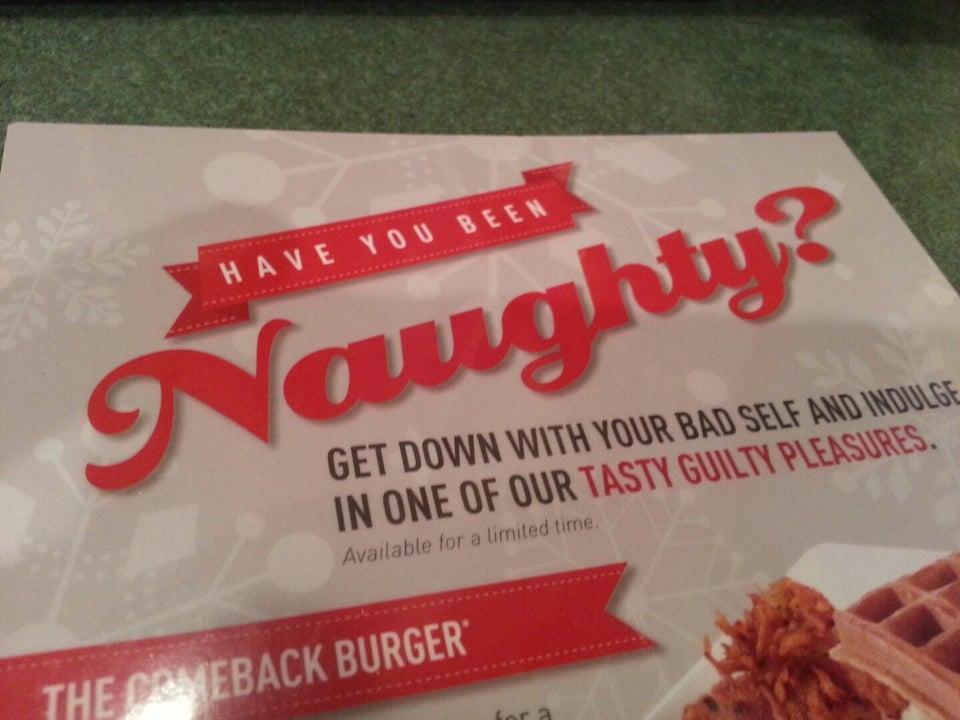 HAVE YOU BEEN
Naughty?
GET DOWN WITH YOUR BAD SELF AND INDULGE
IN ONE OF OUR TASTY GUILTY PLEASURES.
Available for a limited time.
THE COMEBACK BURGER*
for a